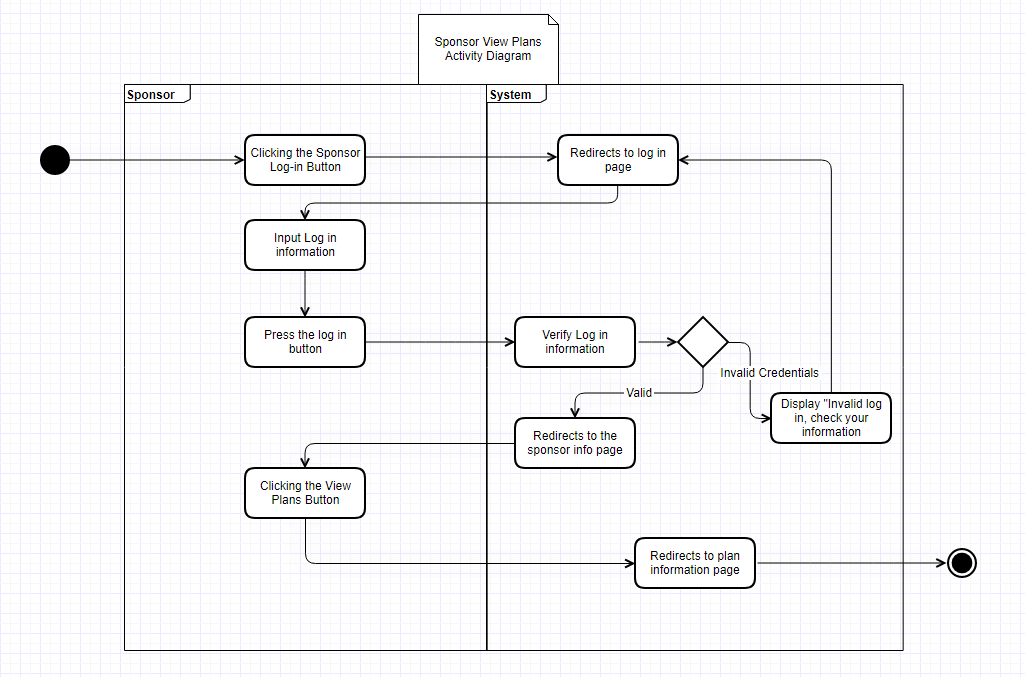 Sponsor View Plans
Activity Diagram
Sponsor
System
Clicking the Sponsor
Log-in Button
Redirects to log in
page
Input Log in
information
Press the log in
button
Verify Log in
information
Invalid Credentials
Valid
Display "Invalid log
in, check your
information
Redirects to the
sponsor info page
Clicking the View
Plans Button
Redirects to plan
information page